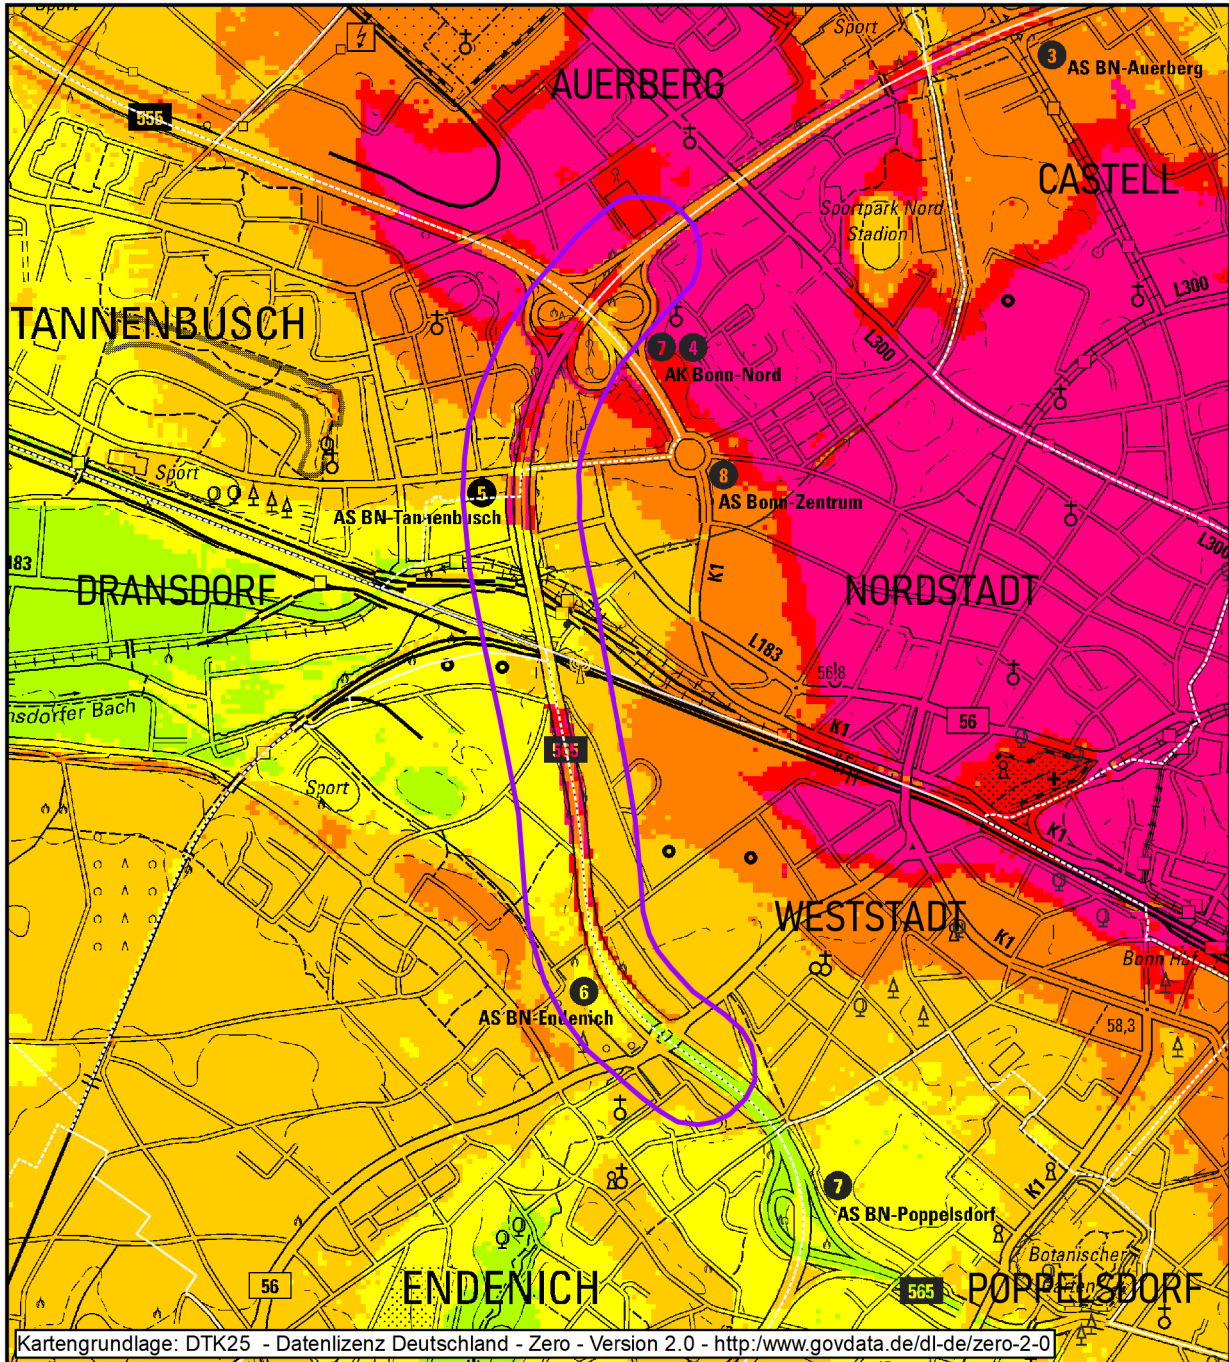 Sport
Sport
3
AS BN-Auerberg
AUERBERG
555
CASTELL
Sportpark Nord
Stadion
L300
TANNENBUSCH
7
4
L300
AK Bonn-Nord
Sport
8
5
AS Bonn-Zentrum
AS BN-Tannenbusch
L300
183
K1
DRANSDORF
NORDSTADT
L183
56,8
nsdorfer Bach
56
K1
565
Sport
K1
WESTSTADT
K1
Bonn Hbf
6
AS BN-Endenich
58,3
7
K1
AS BN-Poppelsdorf
Botanischer
Garten
56
ENDENICH
565
POPPELSDORF
Kartengrundlage: DTK25 - Datenlizenz Deutschland - Zero - Version 2.0 - http:/www.govdata.de/dl-de/zero-2-0